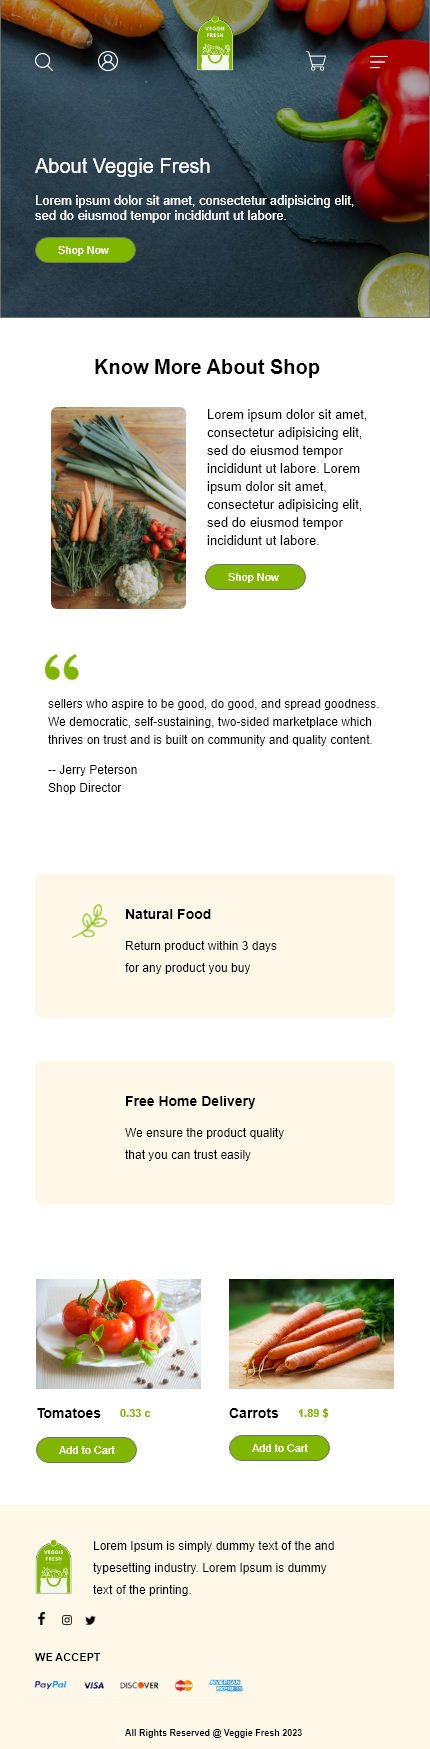 VEGGIE
FRESH
About Veggie Fresh
Lorem ipsum dolor sit amet, consectetur adipisicing elit,
sed do eiusmod tempor incididunt ut labore.
Shop Now
Know More About Shop
Lorem ipsum dolor sit amet,
consectetur adipisicing elit,
sed do eiusmod tempor
incididunt ut labore. Lorem
ipsum dolor sit amet,
consectetur adipisicing elit,
sed do eiusmod tempor
incididunt ut labore.
Shop Now
“
sellers who aspire to be good, do good, and spread goodness.
We democratic, self-sustaining, two-sided marketplace which
thrives on trust and is built on community and quality content.
-- Jerry Peterson
Shop Director
Natural Food
Return product within 3 days
for any product you buy
Free Home Delivery
We ensure the product quality
that you can trust easily
Tomatoes 0.33 c
Add to Cart
Carrots 1.89 $
Add to Cart
VEGGIE
FRESH
Lorem Ipsum is simply dummy text of the and
typesetting industry. Lorem Ipsum is dummy
text of the printing.
WE ACCEPT
PayPal VISA DISCOVER MasterCard AMERICAN EXPRESS
All Rights Reserved @ Veggie Fresh 2023